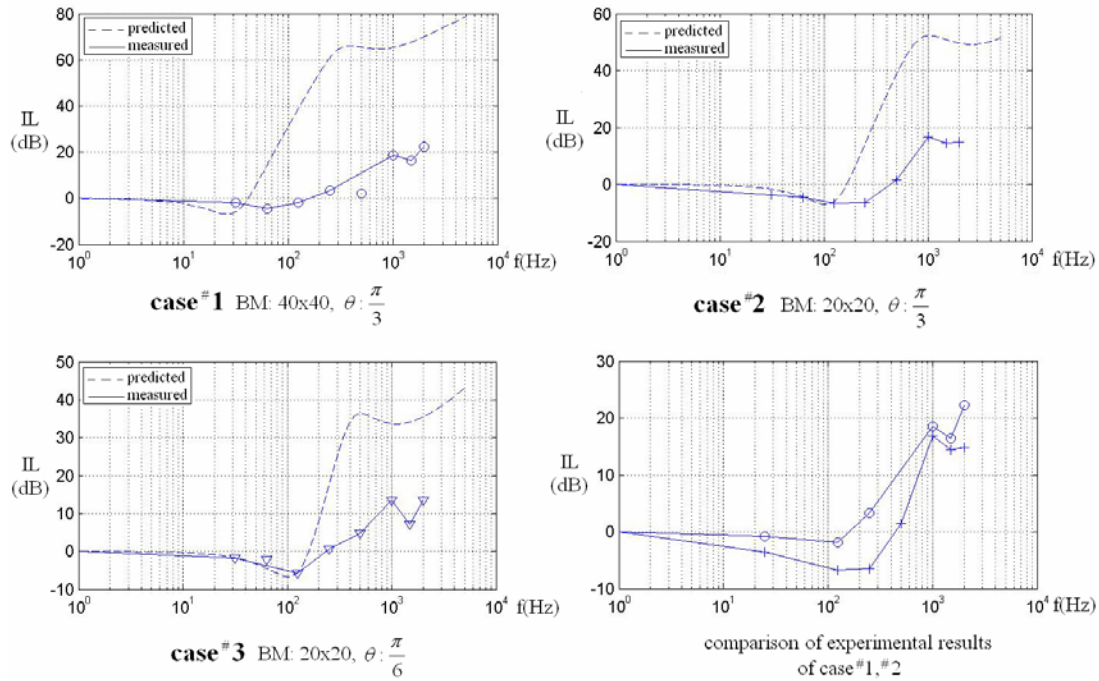 80
60
40
20
0
-20
predicted
measured
IL
(dB)
10^0 10^1 10^2 10^3 10^4 f(Hz)
case #1 BM: 40x40, θ: π/3
60
40
20
0
-20
predicted
measured
IL
(dB)
10^0 10^1 10^2 10^3 10^4 f(Hz)
case #2 BM: 20x20, θ: π/3
50
40
30
20
10
0
-10
predicted
measured
IL
(dB)
10^0 10^1 10^2 10^3 10^4 f(Hz)
case #3 BM: 20x20, θ: π/6
30
20
10
0
-10
IL
(dB)
10^0 10^1 10^2 10^3 10^4 f(Hz)
comparison of experimental results
of case #1, #2